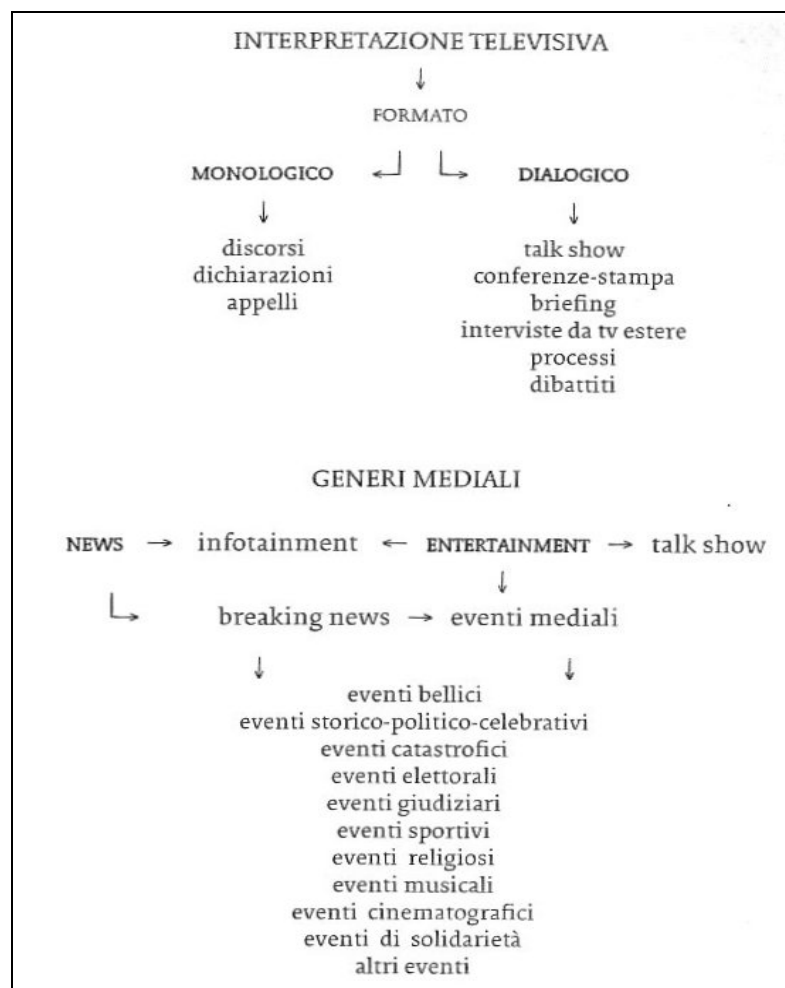 INTERPRETAZIONE TELEVISIVA
↓
FORMATO
MONOLOGICO ←┘ └→ DIALOGICO
↓ ↓
discorsi talk show
dichiarazioni conferenze-stampa
appelli briefing
interviste da tv estere
processi
dibattiti
GENERI MEDIALI
NEWS → infotainment ← ENTERTAINMENT → talk show
↓
└→ breaking news → eventi mediali
↓ ↓
eventi bellici
eventi storico-politico-celebrativi
eventi catastrofici
eventi elettorali
eventi giudiziari
eventi sportivi
eventi religiosi
eventi musicali
eventi cinematografici
eventi di solidarietà
altri eventi